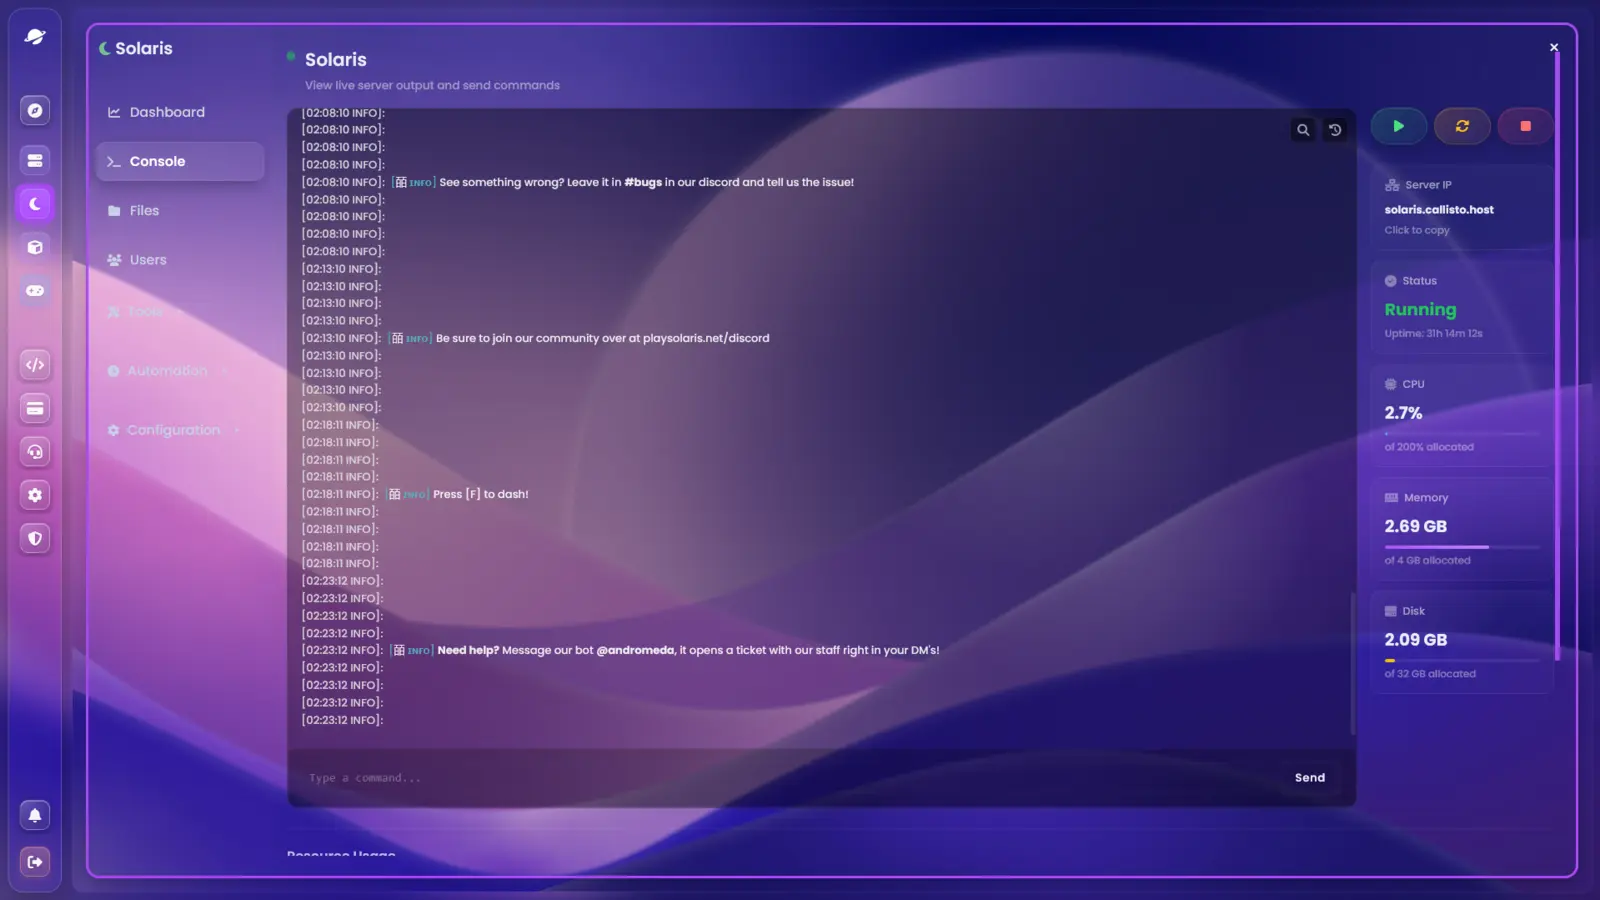 Solaris
Dashboard
Console
Files
Users
Tools
Automation
Configuration
Solaris
View live server output and send commands
[02:08:10 INFO]:
[02:08:10 INFO]:
[02:08:10 INFO]:
[02:08:10 INFO]:
[02:08:10 INFO]: [ INFO] See something wrong? Leave it in #bugs in our discord and tell us the issue!
[02:08:10 INFO]:
[02:08:10 INFO]:
[02:08:10 INFO]:
[02:08:10 INFO]:
[02:13:10 INFO]:
[02:13:10 INFO]:
[02:13:10 INFO]:
[02:13:10 INFO]:
[02:13:10 INFO]: [ INFO] Be sure to join our community over at playsolaris.net/discord
[02:13:10 INFO]:
[02:13:10 INFO]:
[02:13:10 INFO]:
[02:13:10 INFO]:
[02:18:11 INFO]:
[02:18:11 INFO]:
[02:18:11 INFO]:
[02:18:11 INFO]:
[02:18:11 INFO]: [ INFO] Press [F] to dash!
[02:18:11 INFO]:
[02:18:11 INFO]:
[02:18:11 INFO]:
[02:18:11 INFO]:
[02:23:12 INFO]:
[02:23:12 INFO]:
[02:23:12 INFO]:
[02:23:12 INFO]:
[02:23:12 INFO]: [ INFO] Need help? Message our bot @andromeda, it opens a ticket with our staff right in your DM's!
[02:23:12 INFO]:
[02:23:12 INFO]:
[02:23:12 INFO]:
[02:23:12 INFO]:
Type a command...
Send
Resource Usage
Server IP
solaris.callisto.host
Click to copy
Status
Running
Uptime: 31h 14m 12s
CPU
2.7%
of 200% allocated
Memory
2.69 GB
of 4 GB allocated
Disk
2.09 GB
of 32 GB allocated